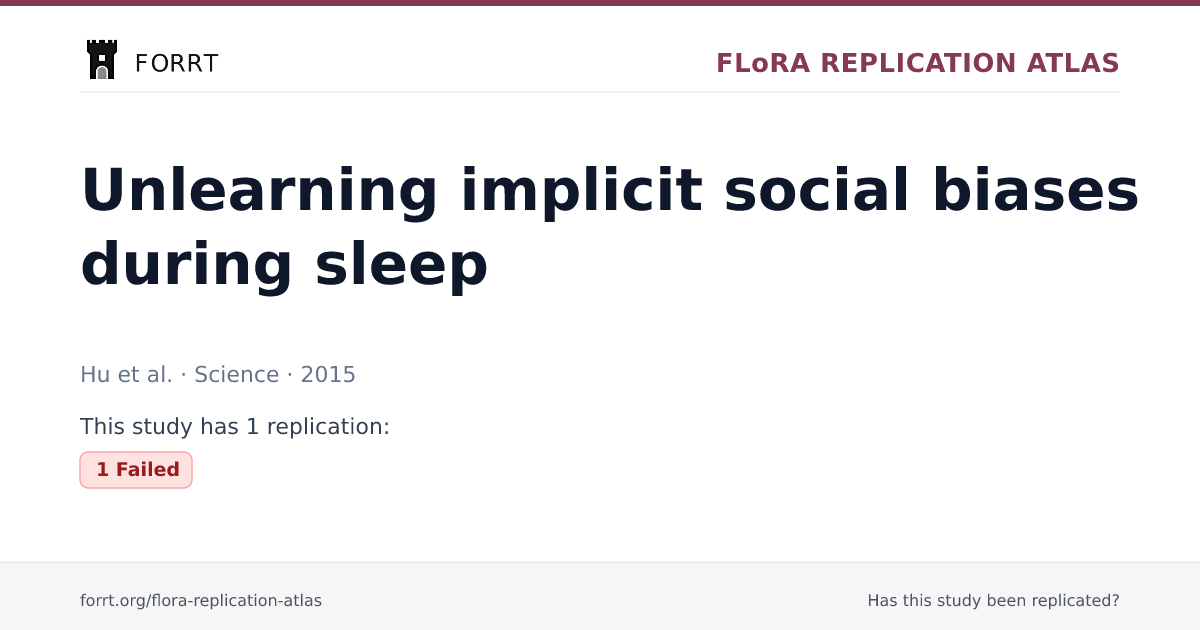 FORRT
FLoRA REPLICATION ATLAS
Unlearning implicit social biases
during sleep
Hu et al. · Science · 2015
This study has 1 replication:
1 Failed
forrt.org/flora-replication-atlas
Has this study been replicated?